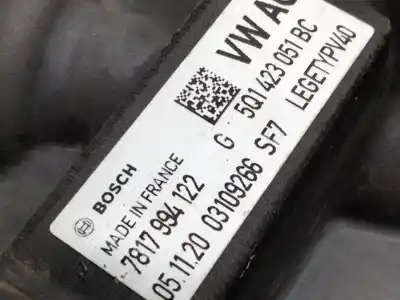 VW AG
BOSCH
MADE IN FRANCE
7817 994 122 G 5Q1 423 051 BC
05.11.20 03109266 SF7 LEGETYPV40